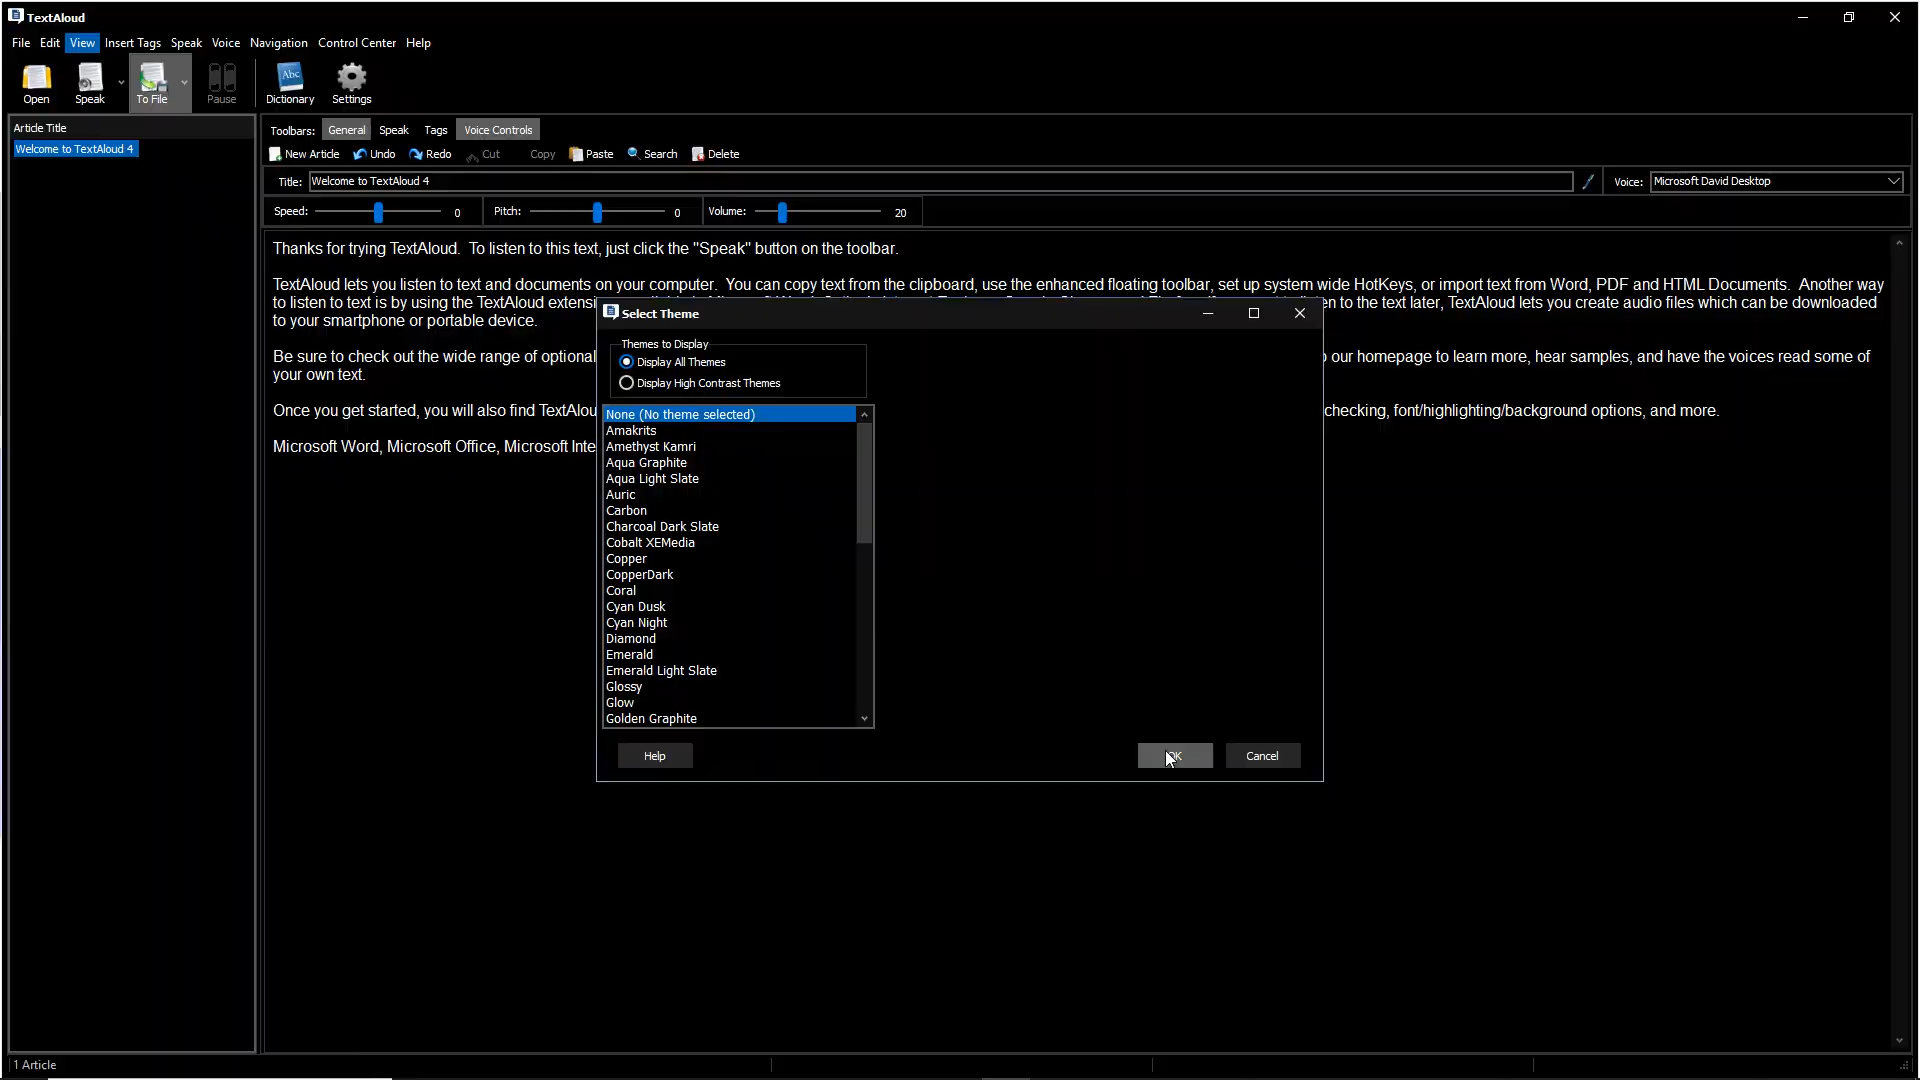 TextAloud
File Edit View Insert Tags Speak Voice Navigation Control Center Help
Open Speak To File Pause Abc Dictionary Settings
Article Title
Welcome to TextAloud 4
Toolbars: General Speak Tags Voice Controls
New Article Undo Redo Cut Copy Paste Search Delete
Title: Welcome to TextAloud 4 Voice: Microsoft David Desktop
Speed: 0 Pitch: 0 Volume: 20
Thanks for trying TextAloud. To listen to this text, just click the "Speak" button on the toolbar.
TextAloud lets you listen to text and documents on your computer. You can copy text from the clipboard, use the enhanced floating toolbar, set up system wide HotKeys, or import text from Word, PDF and HTML Documents. Another way
to listen to text is by using the TextAloud extensi en to the text later, TextAloud lets you create audio files which can be downloaded
to your smartphone or portable device.
Be sure to check out the wide range of optional o our homepage to learn more, hear samples, and have the voices read some of
your own text.
Once you get started, you will also find TextAlou checking, font/highlighting/background options, and more.
Microsoft Word, Microsoft Office, Microsoft Inte
Select Theme
Themes to Display
Display All Themes
Display High Contrast Themes
None (No theme selected)
Amakrits
Amethyst Kamri
Aqua Graphite
Aqua Light Slate
Auric
Carbon
Charcoal Dark Slate
Cobalt XEMedia
Copper
CopperDark
Coral
Cyan Dusk
Cyan Night
Diamond
Emerald
Emerald Light Slate
Glossy
Glow
Golden Graphite
Help OK Cancel
1 Article